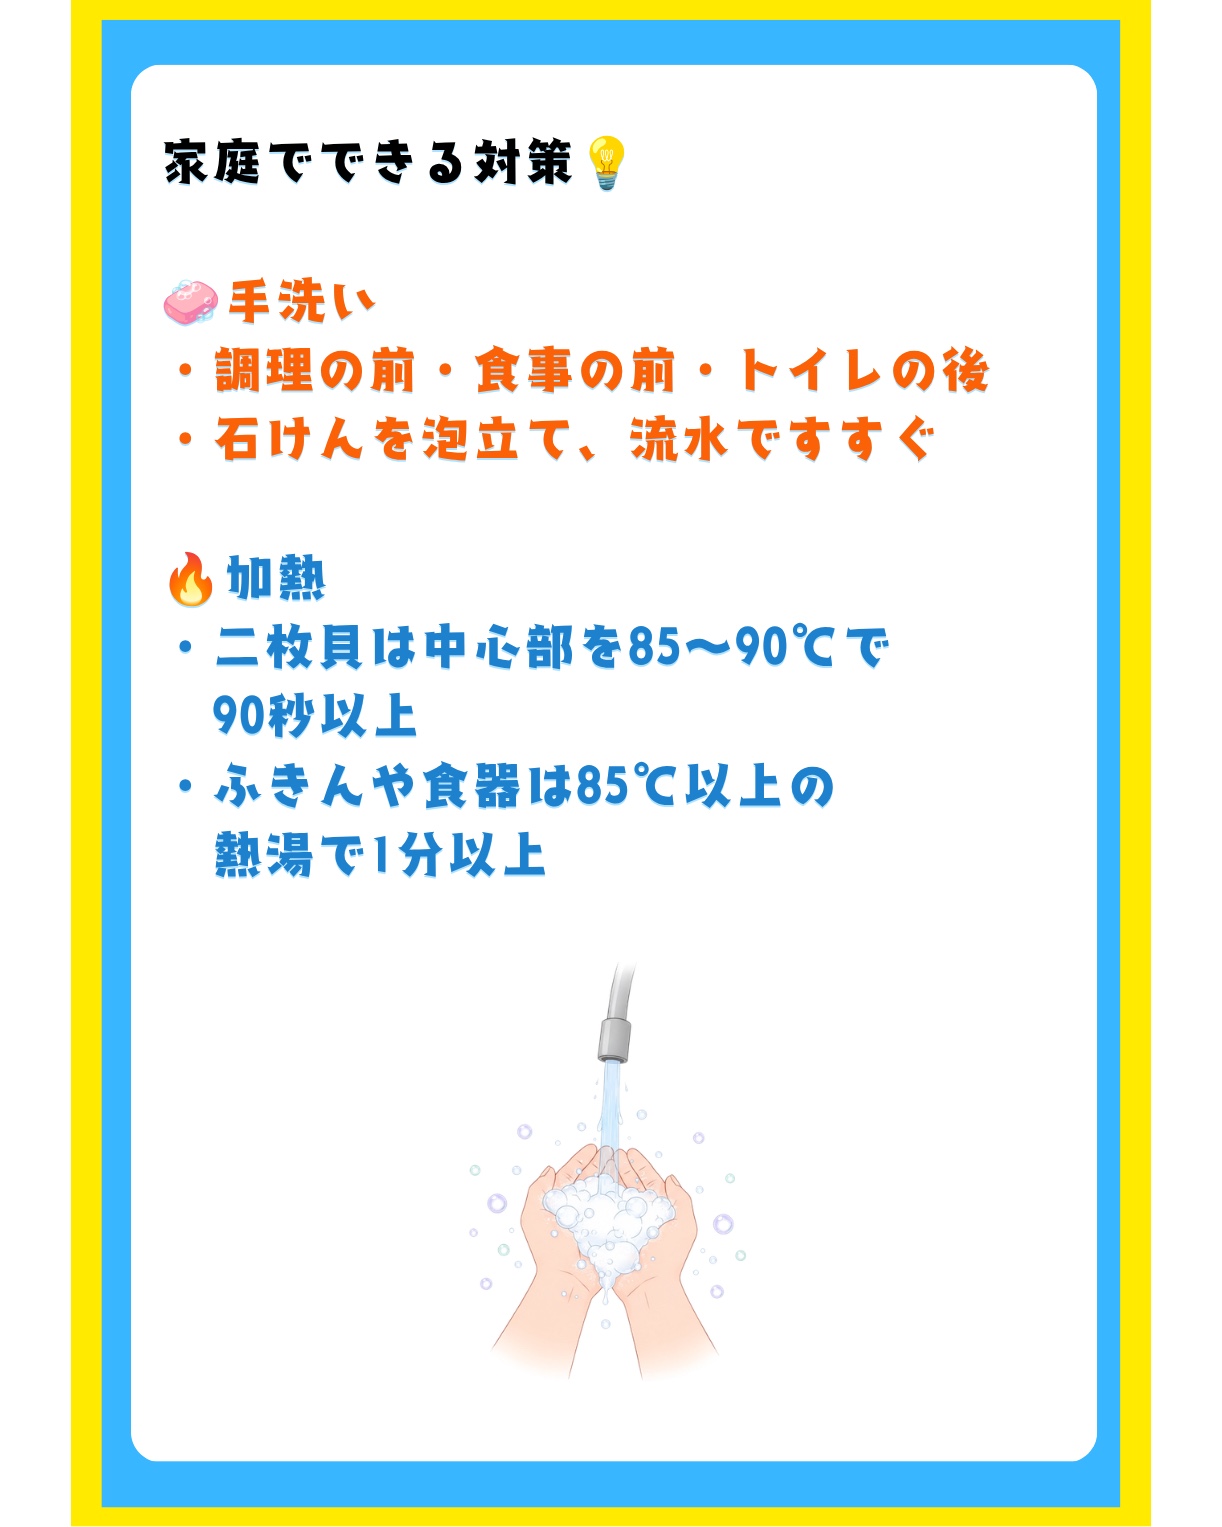 家庭でできる対策💡
🧼手洗い
・調理の前・食事の前・トイレの後
・石けんを泡立て、流水ですすぐ
🔥加熱
・二枚貝は中心部を85〜90℃で
90秒以上
・ふきんや食器は85℃以上の
熱湯で1分以上